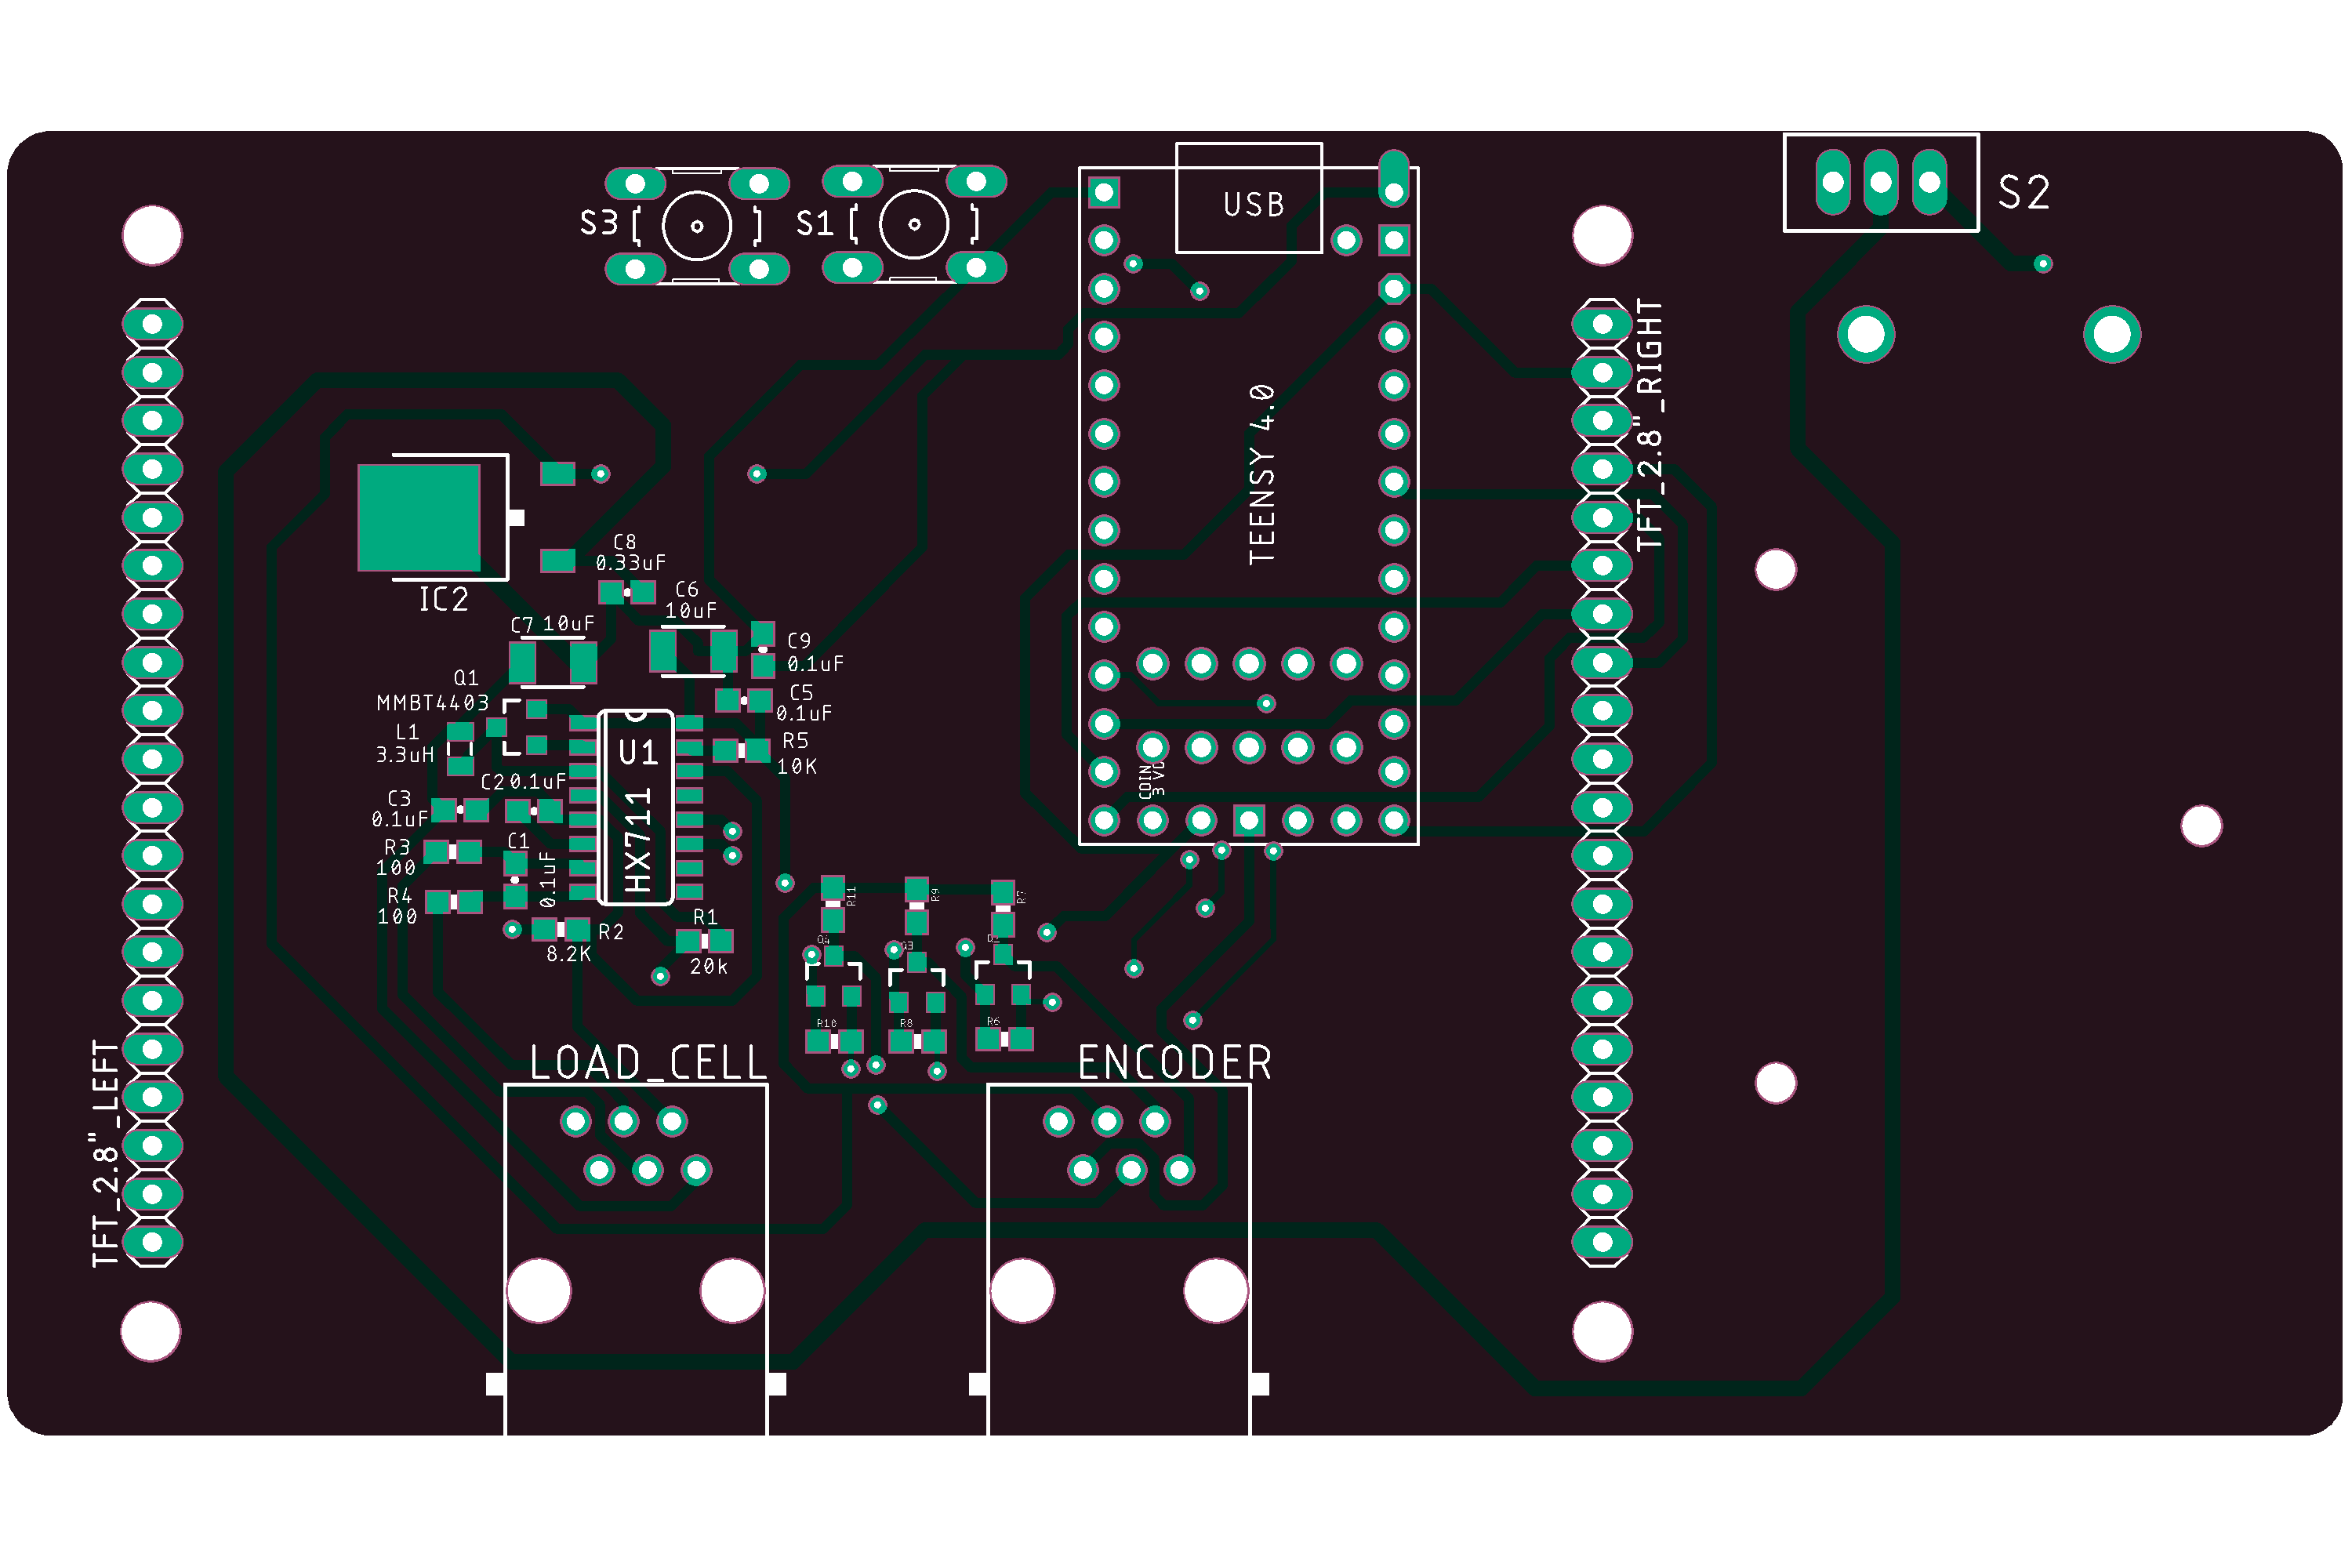 USB
S2
S3
S1
TFT_2.8"_RIGHT
TEENSY 4.0
C8
0.33uF
IC2
C6
10uF
C7 10uF
C9
0.1uF
Q1
MMBT4403
C5
0.1uF
L1
3.3uH
U1
HX711
R5
10K
C2 0.1uF
C3
0.1uF
COIN
3 VD
C1
0.1uF
R3
100
R4
100
R11
R9
R7
R1
20k
R2
8.2K
Q4
Q3
R10
R8
R6
LOAD_CELL
ENCODER
TFT_2.8"_LEFT